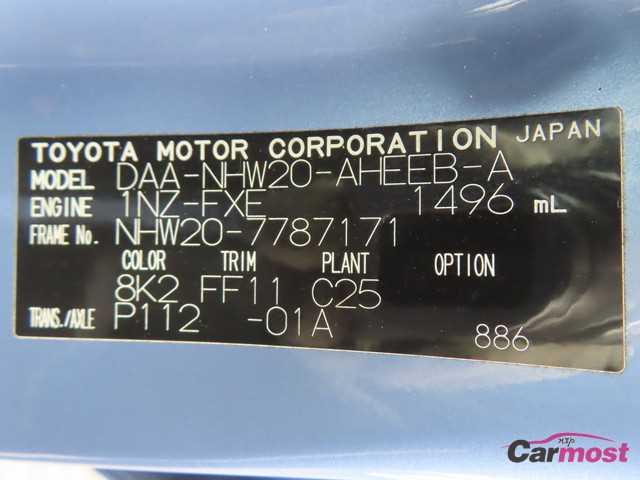 TOYOTA MOTOR CORPORATION JAPAN
MODEL DAA-NHW20-AHEEB-A
ENGINE 1NZ-FXE 1496 mL
FRAME No. NHW20-7787171
COLOR TRIM PLANT OPTION
8K2 FF11 C25
TRANS./AXLE P112 -01A 886
Carmost